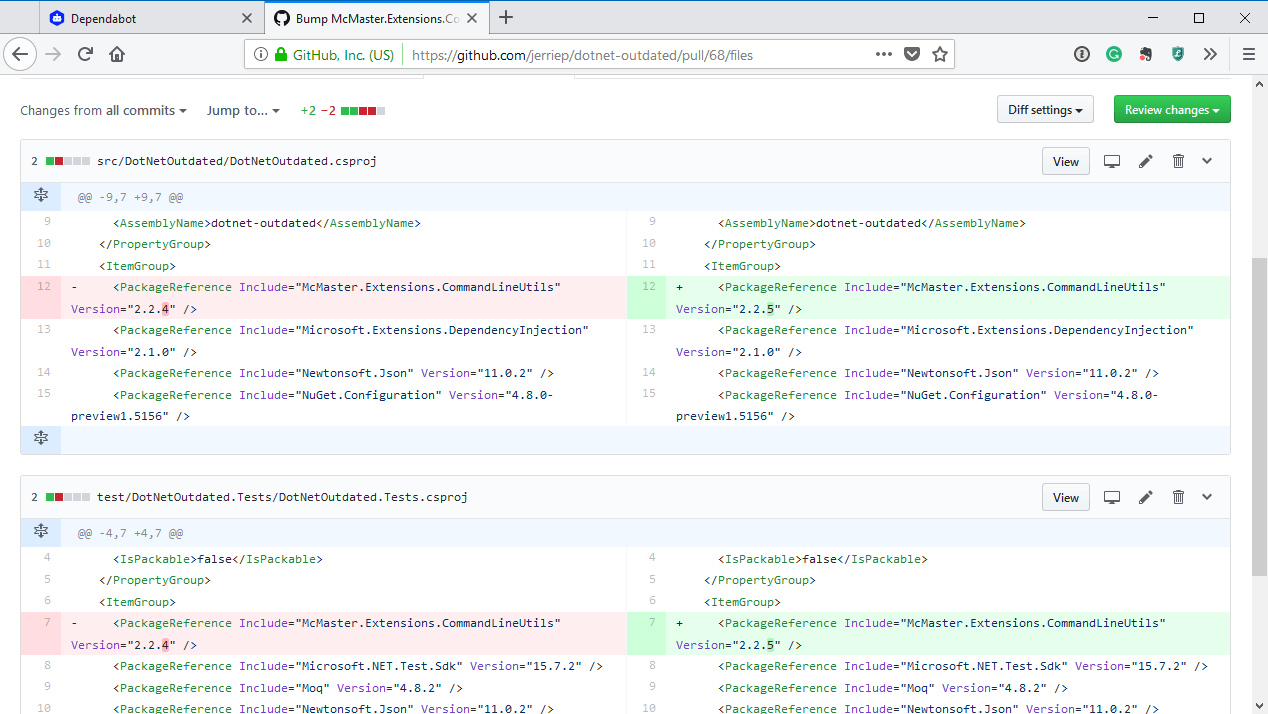 Dependabot
Bump McMaster.Extensions.Co
GitHub, Inc. (US) https://github.com/jerriep/dotnet-outdated/pull/68/files
Changes from all commits Jump to... +2 −2 Diff settings Review changes
2 src/DotNetOutdated/DotNetOutdated.csproj View
@@ -9,7 +9,7 @@
9 <AssemblyName>dotnet-outdated</AssemblyName> 9 <AssemblyName>dotnet-outdated</AssemblyName>
10 </PropertyGroup> 10 </PropertyGroup>
11 <ItemGroup> 11 <ItemGroup>
12 - <PackageReference Include="McMaster.Extensions.CommandLineUtils" 12 + <PackageReference Include="McMaster.Extensions.CommandLineUtils"
Version="2.2.4" /> Version="2.2.5" />
13 <PackageReference Include="Microsoft.Extensions.DependencyInjection" 13 <PackageReference Include="Microsoft.Extensions.DependencyInjection"
Version="2.1.0" /> Version="2.1.0" />
14 <PackageReference Include="Newtonsoft.Json" Version="11.0.2" /> 14 <PackageReference Include="Newtonsoft.Json" Version="11.0.2" />
15 <PackageReference Include="NuGet.Configuration" Version="4.8.0- 15 <PackageReference Include="NuGet.Configuration" Version="4.8.0-
preview1.5156" /> preview1.5156" />
2 test/DotNetOutdated.Tests/DotNetOutdated.Tests.csproj View
@@ -4,7 +4,7 @@
4 <IsPackable>false</IsPackable> 4 <IsPackable>false</IsPackable>
5 </PropertyGroup> 5 </PropertyGroup>
6 <ItemGroup> 6 <ItemGroup>
7 - <PackageReference Include="McMaster.Extensions.CommandLineUtils" 7 + <PackageReference Include="McMaster.Extensions.CommandLineUtils"
Version="2.2.4" /> Version="2.2.5" />
8 <PackageReference Include="Microsoft.NET.Test.Sdk" Version="15.7.2" /> 8 <PackageReference Include="Microsoft.NET.Test.Sdk" Version="15.7.2" />
9 <PackageReference Include="Moq" Version="4.8.2" /> 9 <PackageReference Include="Moq" Version="4.8.2" />
10 <PackageReference Include="Newtonsoft.Json" Version="11.0.2" /> 10 <PackageReference Include="Newtonsoft.Json" Version="11.0.2" />